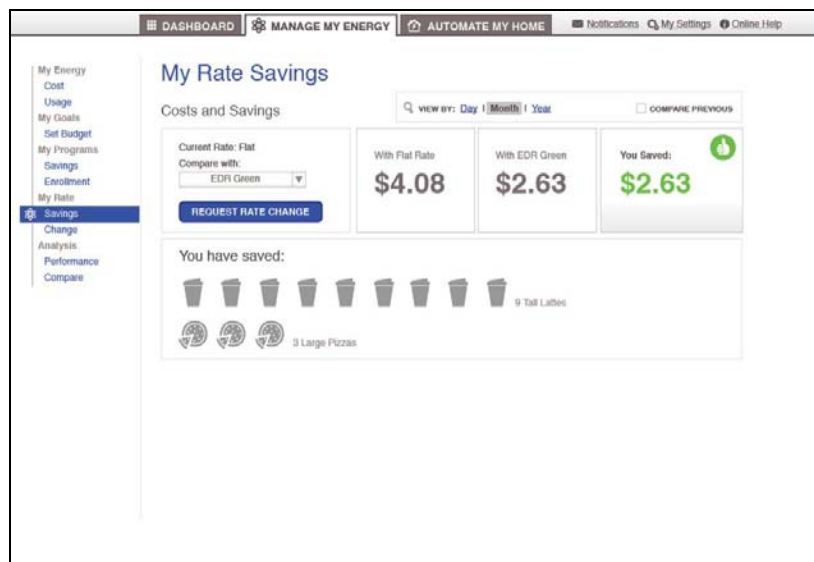 DASHBOARD MANAGE MY ENERGY AUTOMATE MY HOME Notifications My Settings Online Help
My Energy
Cost
Usage
My Goals
Set Budget
My Programs
Savings
Enrollment
My Rate
Savings
Change
Analysis
Performance
Compare
My Rate Savings
Costs and Savings
VIEW BY: Day | Month | Year
COMPARE PREVIOUS
Current Rate: Flat
Compare with:
EDR Green
REQUEST RATE CHANGE
With Flat Rate
$4.08
With EDR Green
$2.63
You Saved:
$2.63
You have saved:
9 Tall Lattes
3 Large Pizzas